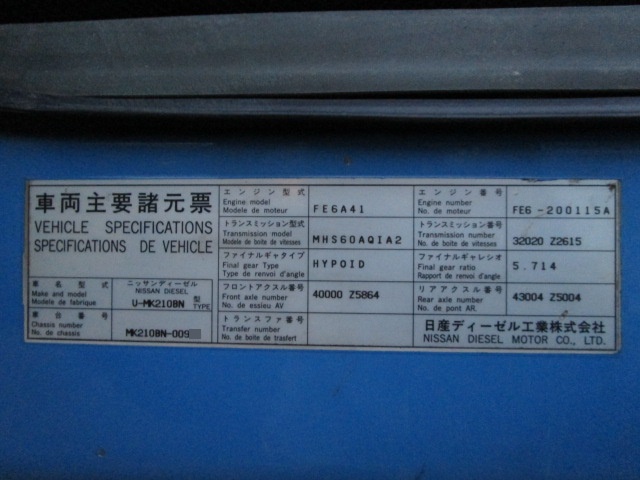 車両主要諸元票
VEHICLE SPECIFICATIONS
SPECIFICATIONS DE VEHICLE
車名型式
Make and model
Modele de fabrique
ニッサンディーゼル
NISSAN DIESEL
U-MK210BN
型
TYPE
車台番号
Chassis number
No. de chassis
MK210BN-009
エンジン型式
Engine model
Modele de moteur
FE6A41
エンジン番号
Engine number
No. de moteur
FE6-200115A
トランスミッション型式
Transmission model
Modele de boite de vitesses
MHS60AQIA2
トランスミッション番号
Transmission number
No. de boite de vitesses
32020 Z2615
ファイナルギヤタイプ
Final gear Type
Type de renvoi d'angle
HYPOID
ファイナルギャレシオ
Final gear ratio
Rapport de renvoi d'angle
5.714
フロントアクスル番号
Front axle number
No. de essieu AV
40000 Z5864
リヤアクスル番号
Rear axle number
No. de pont AR.
43004 Z5004
トランスファ番号
Transfer number
No. de boite de trasfert
日産ディーゼル工業株式会社
NISSAN DIESEL MOTOR CO., LTD.